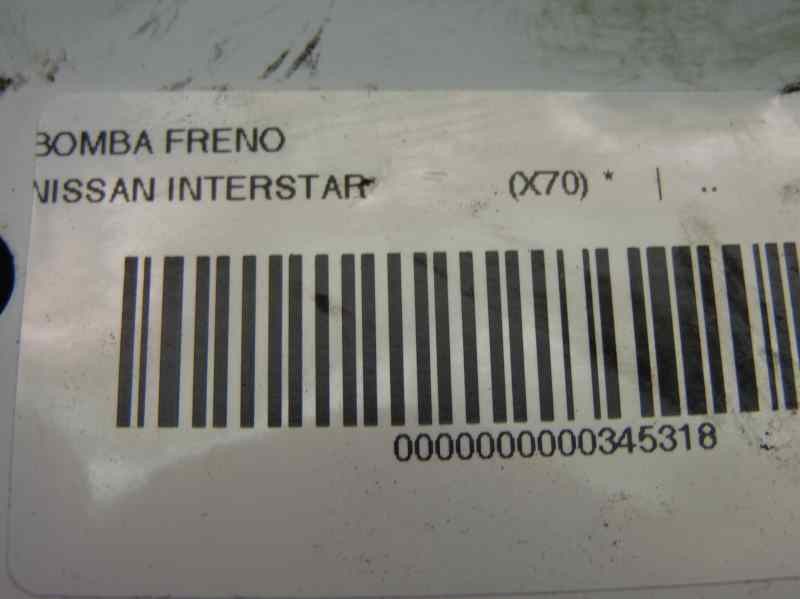 BOMBA FRENO
NISSAN INTERSTAR (X70) * | ..
0000000000345318